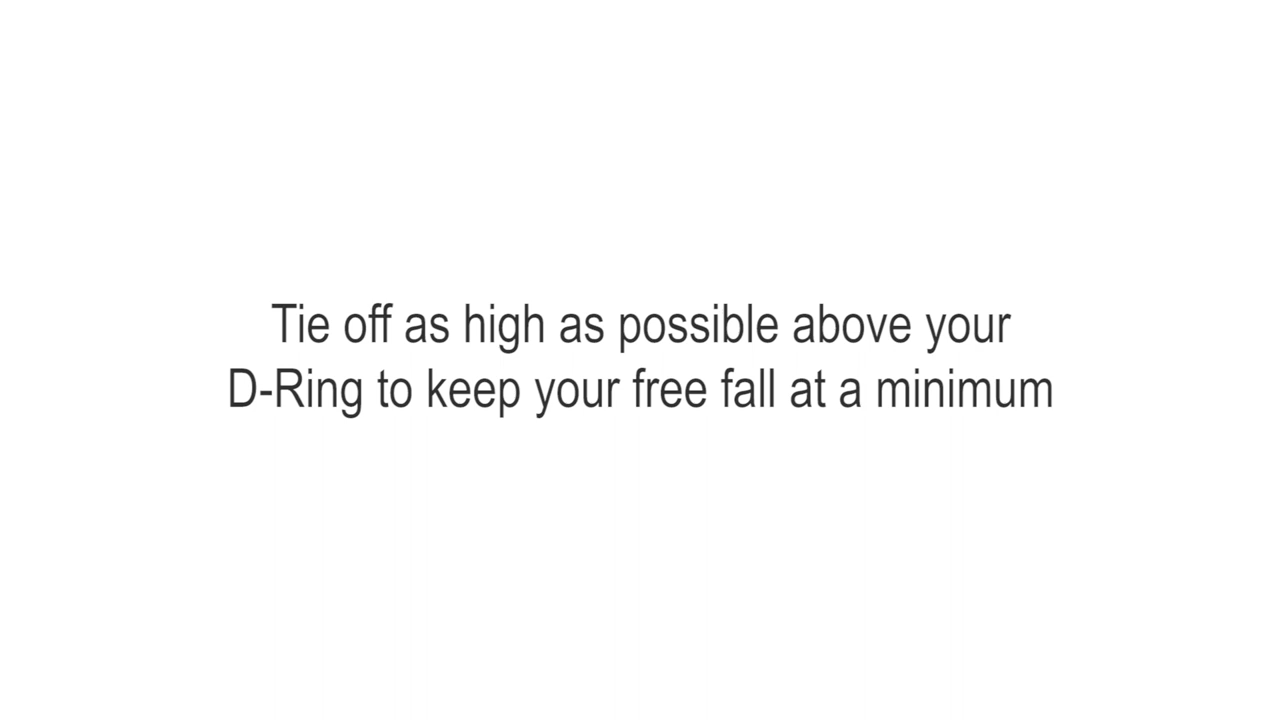 Tie off as high as possible above your
D-Ring to keep your free fall at a minimum